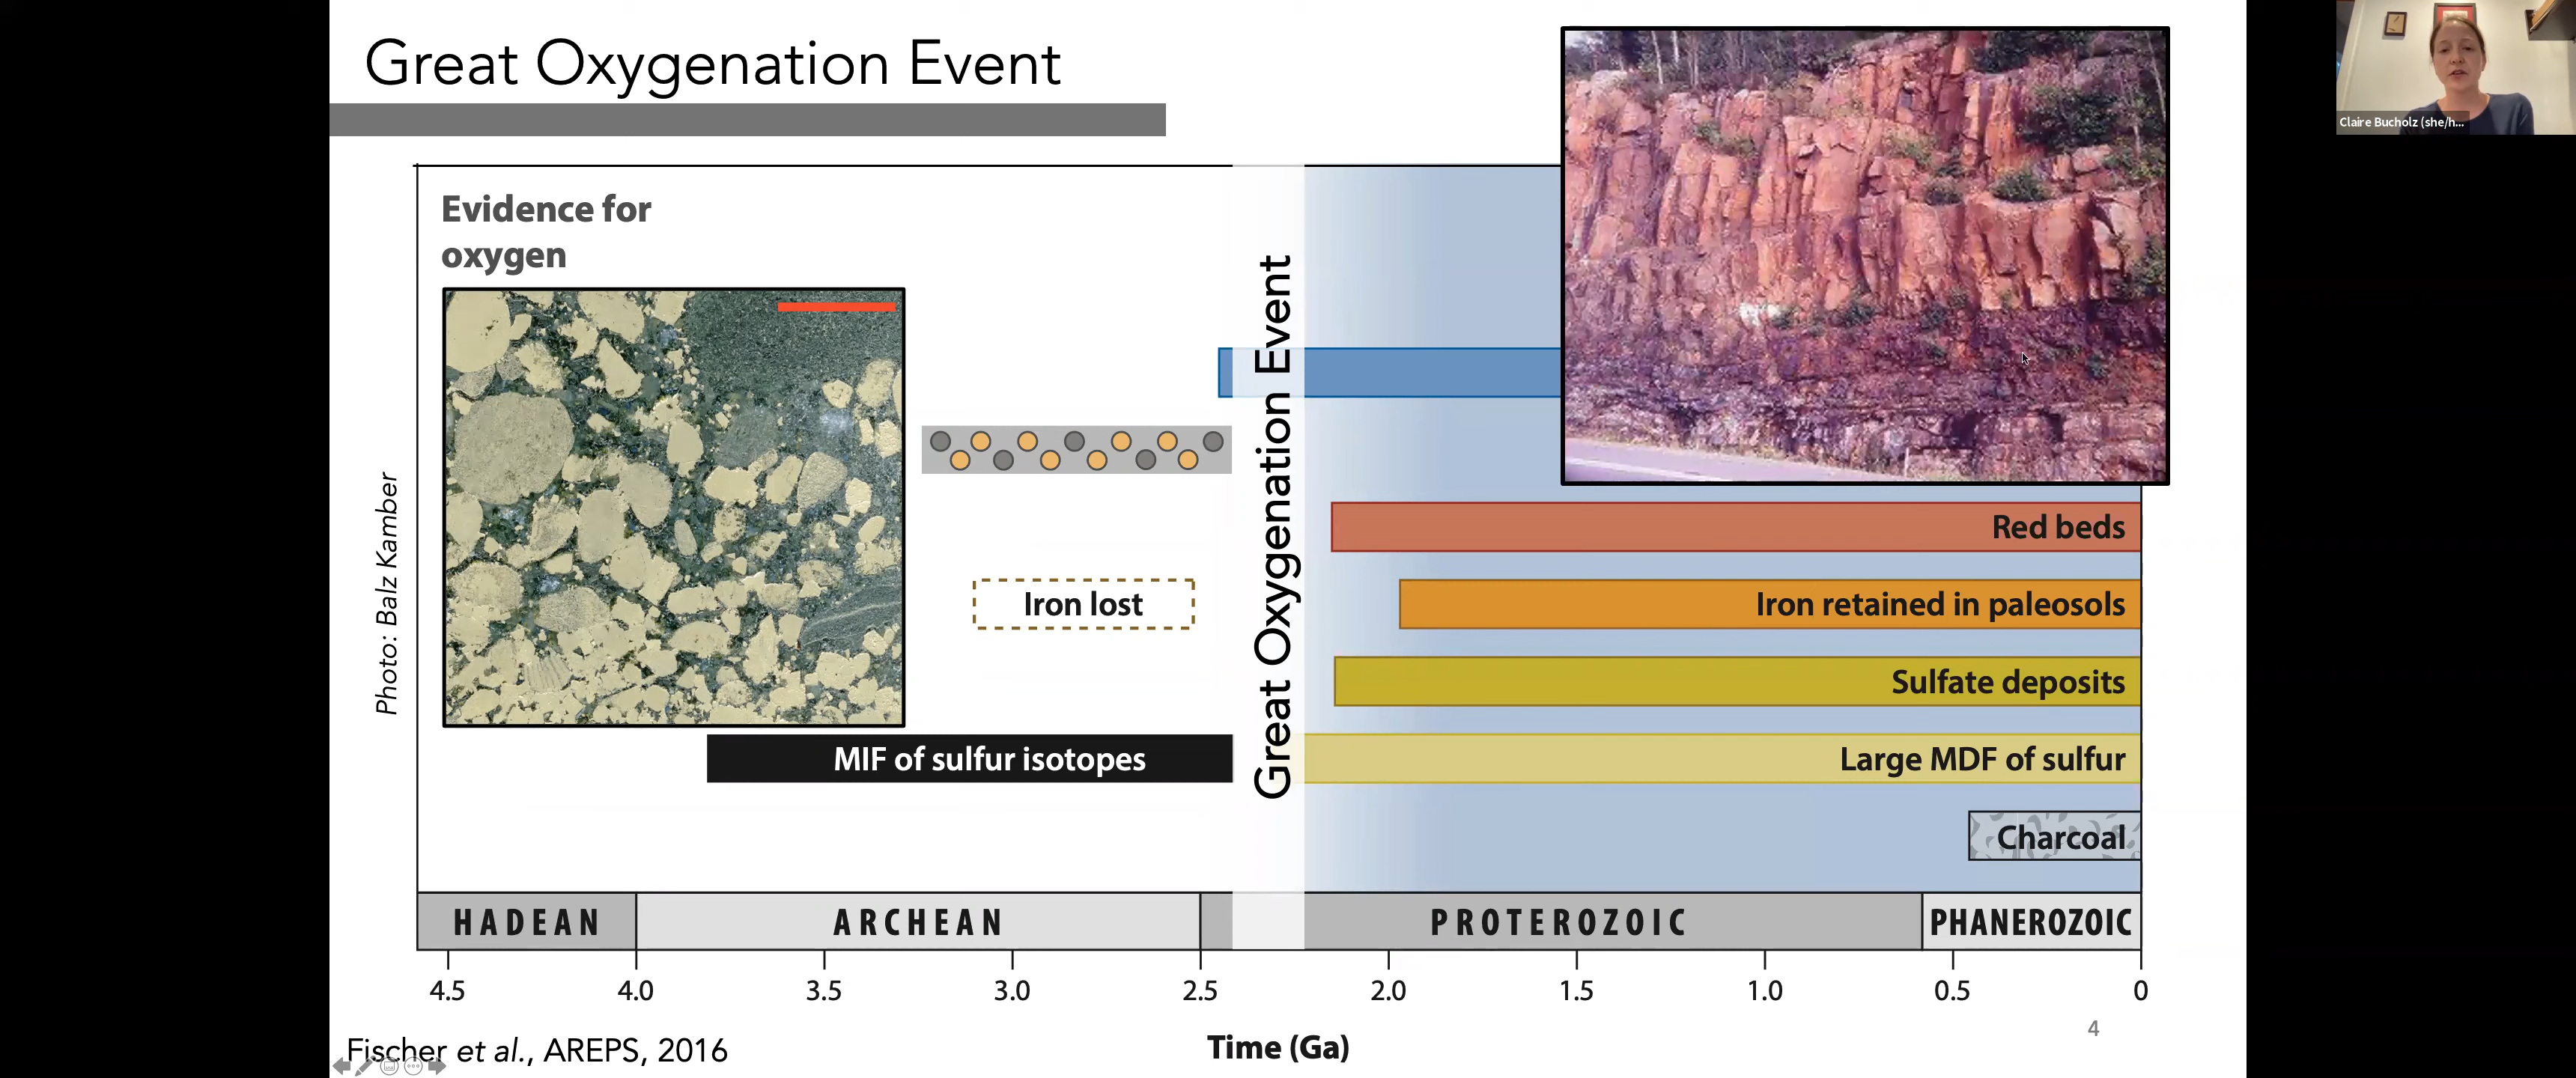 Great Oxygenation Event
Claire Bucholz (she/h...
Evidence for
oxygen
Photo: Balz Kamber
Great Oxygenation Event
Red beds
Iron lost
Iron retained in paleosols
Sulfate deposits
MIF of sulfur isotopes
Large MDF of sulfur
Charcoal
HADEAN
ARCHEAN
PROTEROZOIC
PHANEROZOIC
4.5
4.0
3.5
3.0
2.5
2.0
1.5
1.0
0.5
0
Time (Ga)
4
Fischer et al., AREPS, 2016